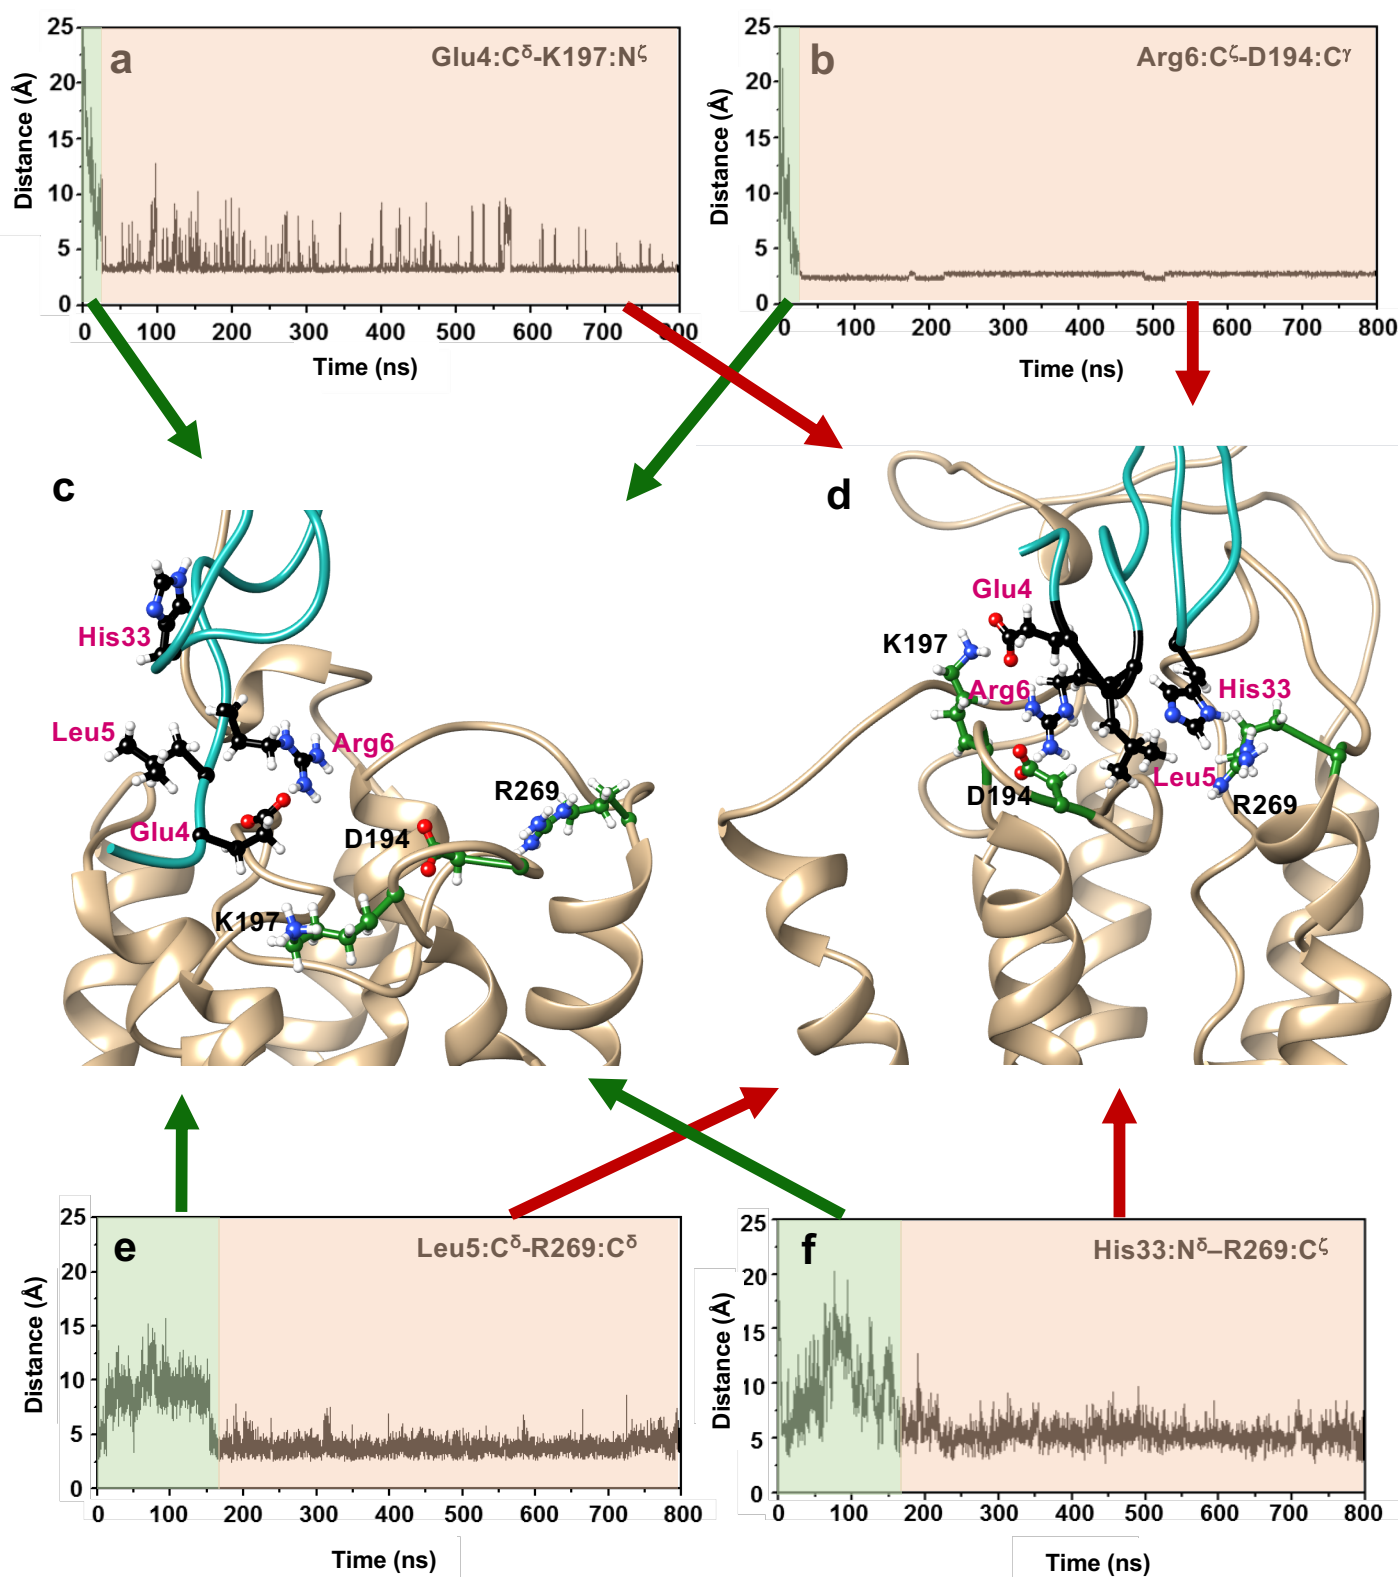 a
Glu4:Cδ-K197:Nζ
25
20
15
10
5
0
Distance (Å)
0 100 200 300 400 500 600 700 800
Time (ns)
b
Arg6:Cζ-D194:Cγ
25
20
15
10
5
0
Distance (Å)
0 100 200 300 400 500 600 700 800
Time (ns)
c
His33
Leu5
Arg6
Glu4
R269
D194
K197
d
Glu4
K197
Arg6
His33
D194
Leu5
R269
e
Leu5:Cδ-R269:Cδ
25
20
15
10
5
0
Distance (Å)
0 100 200 300 400 500 600 700 800
Time (ns)
f
His33:Nδ–R269:Cζ
25
20
15
10
5
0
Distance (Å)
0 100 200 300 400 500 600 700 800
Time (ns)